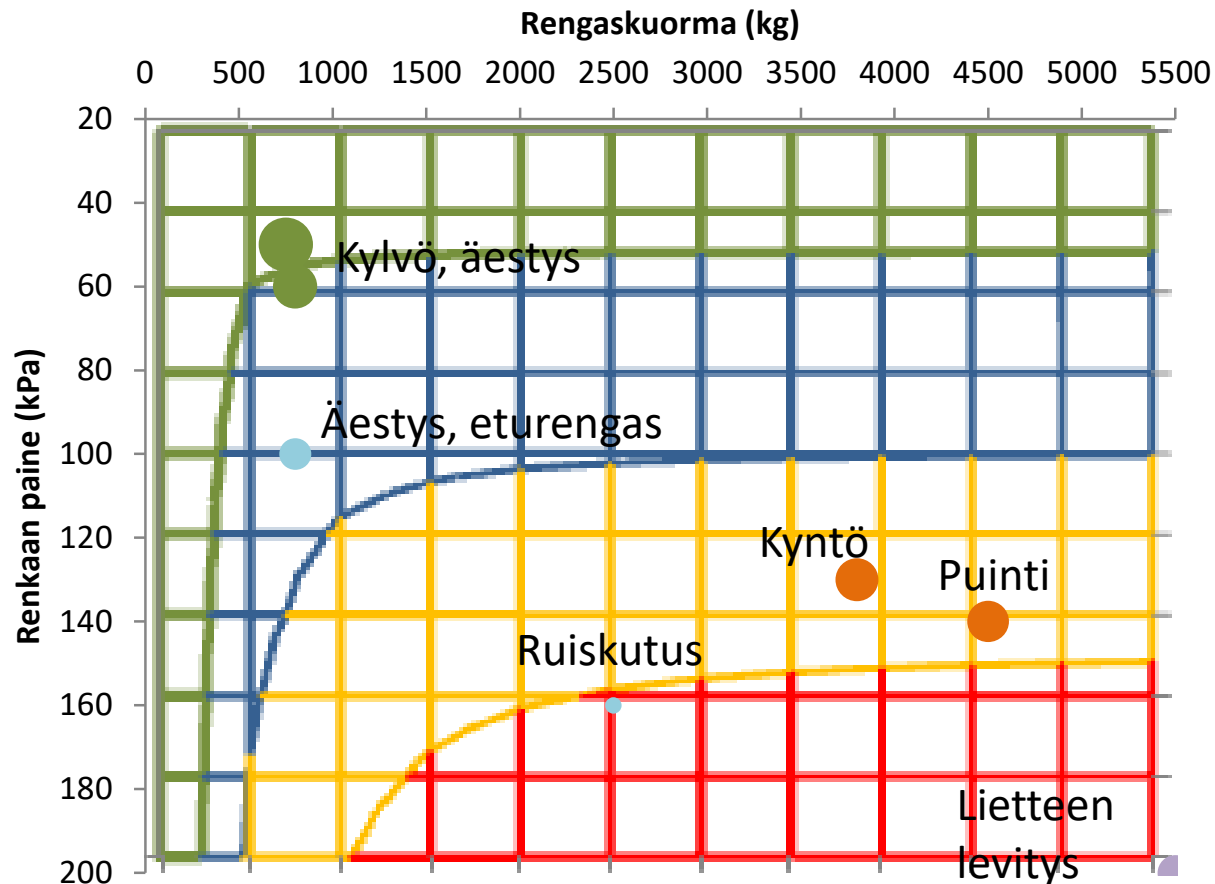 Rengaskuorma (kg)
0 500 1000 1500 2000 2500 3000 3500 4000 4500 5000 5500
Renkaan paine (kPa)
20
40
60
80
100
120
140
160
180
200
Kylvö, äestys
Äestys, eturengas
Kyntö
Puinti
Ruiskutus
Lietteen
levitys